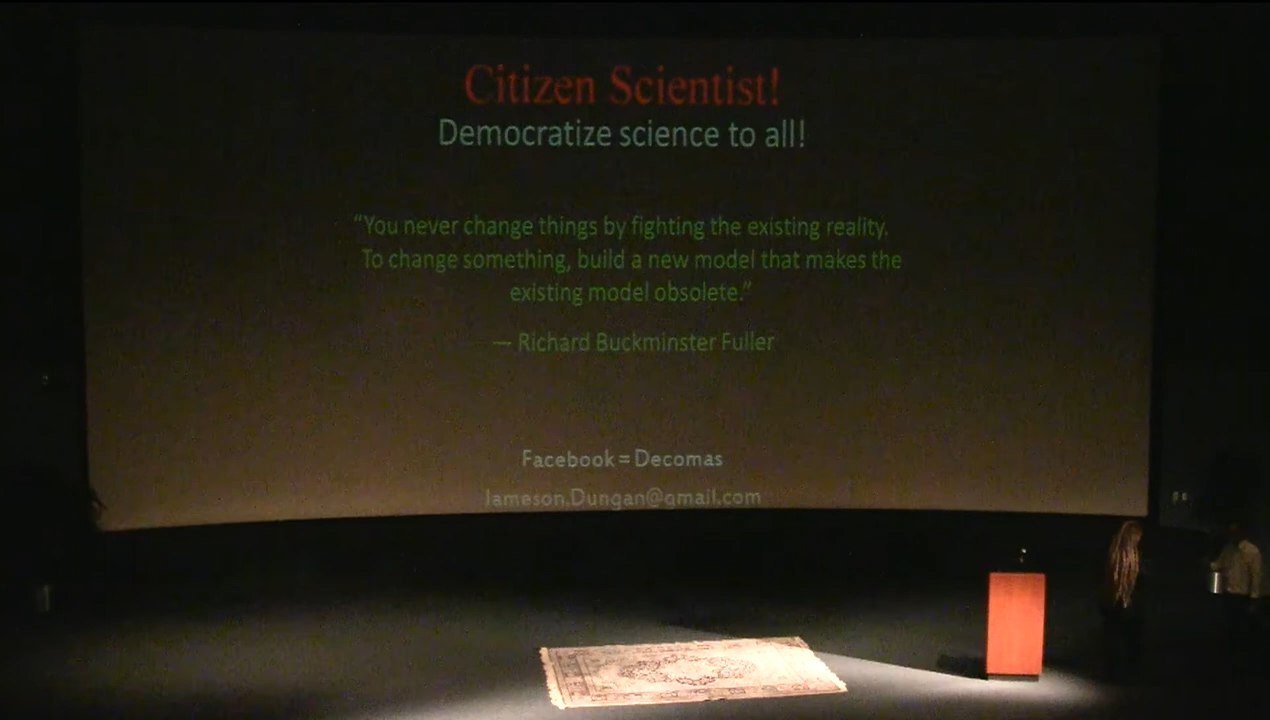 Citizen Scientist!
Democratize science to all!
“You never change things by fighting the existing reality.
To change something, build a new model that makes the
existing model obsolete.”
— Richard Buckminster Fuller
Facebook = Decomas
Jameson.Dungan@gmail.com